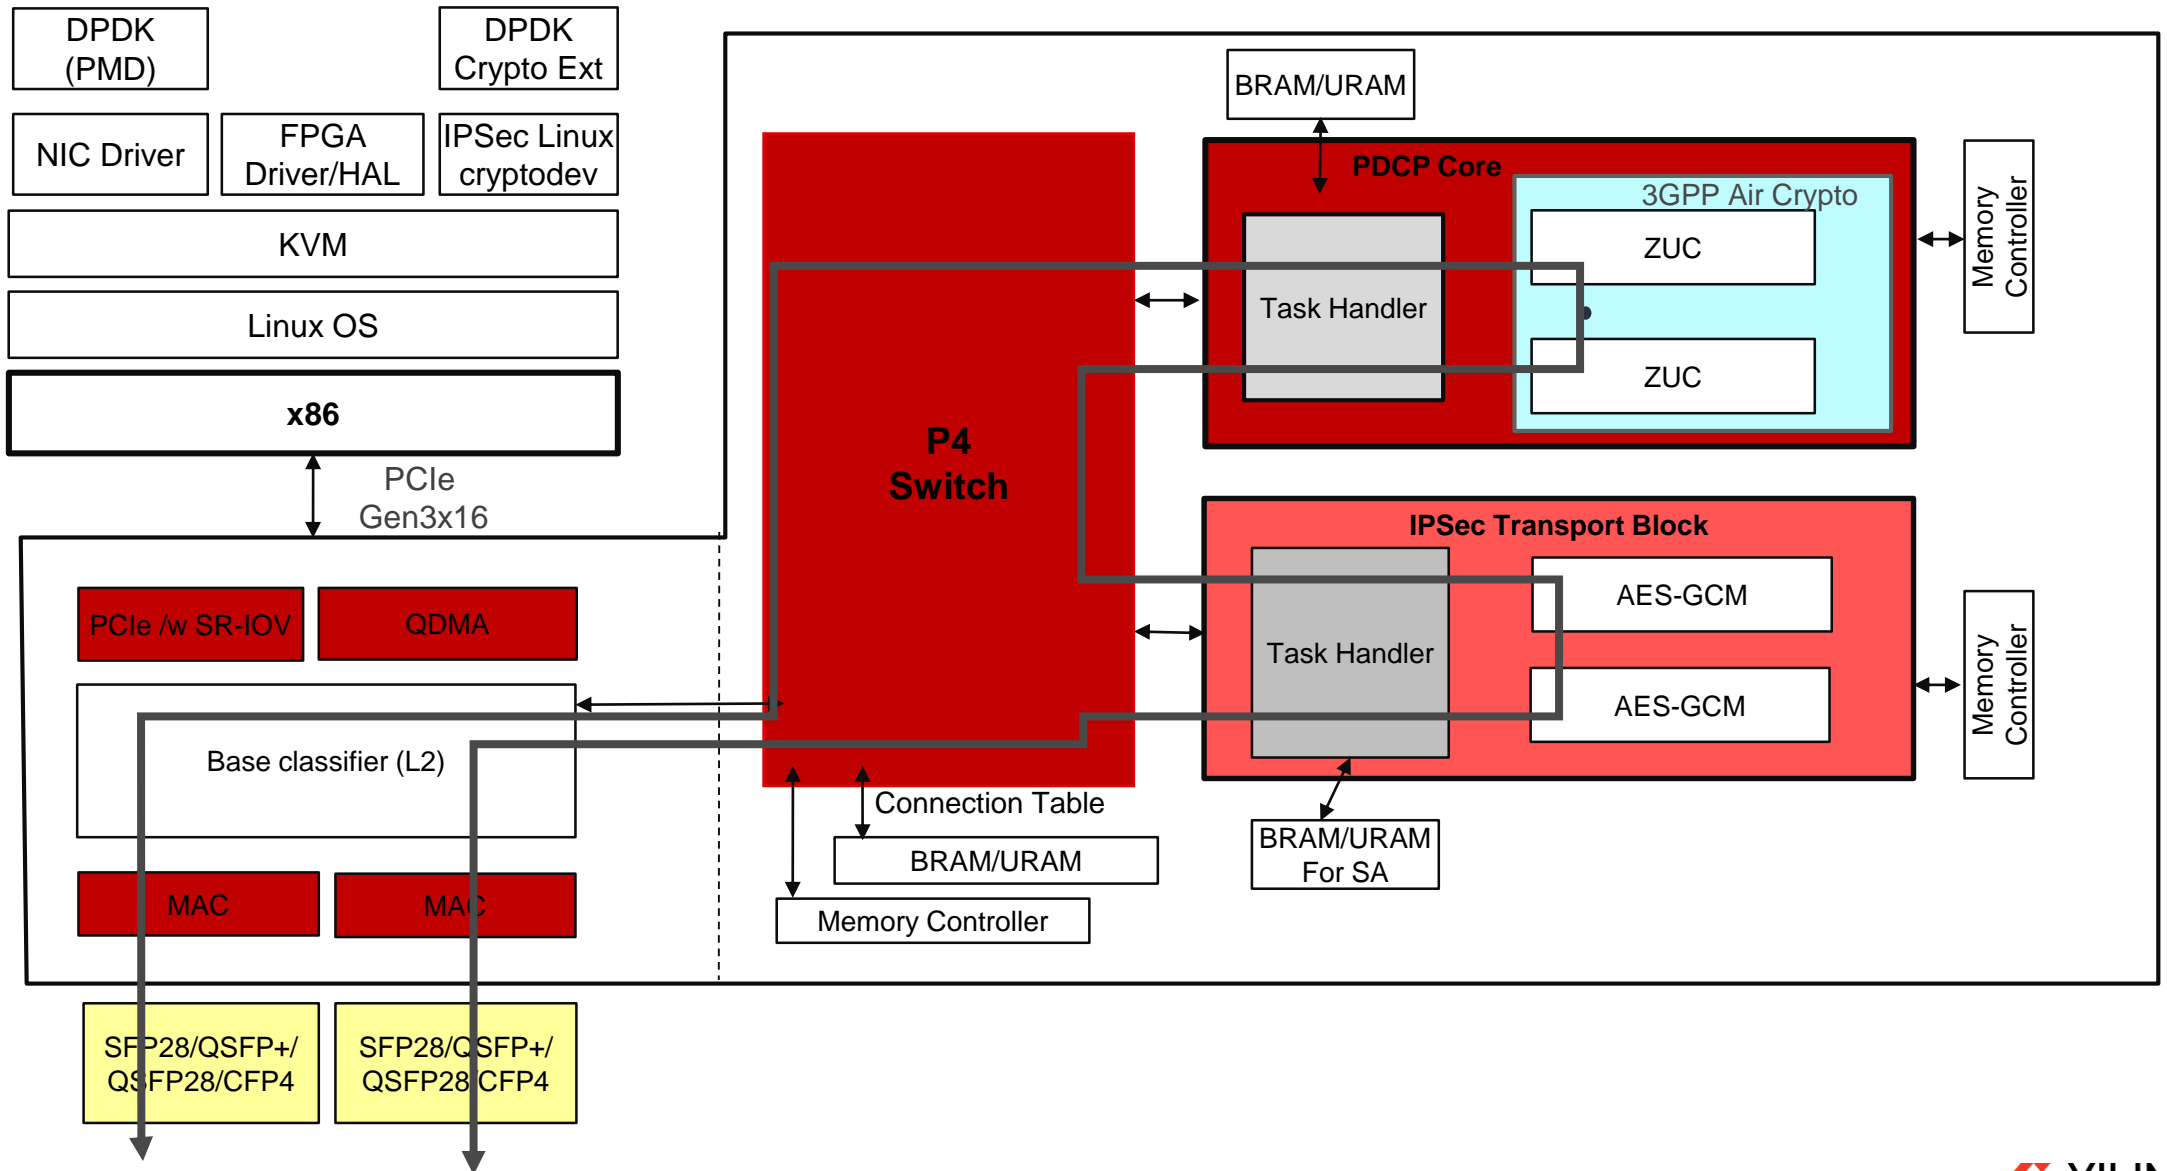 DPDK
(PMD)
DPDK
Crypto Ext
NIC Driver
FPGA
Driver/HAL
IPSec Linux
cryptodev
KVM
Linux OS
x86
PCIe
Gen3x16
PCIe /w SR-IOV
QDMA
Base classifier (L2)
MAC
MAC
SFP28/QSFP+/
QSFP28/CFP4
SFP28/QSFP+/
QSFP28/CFP4
P4
Switch
Connection Table
BRAM/URAM
Memory Controller
BRAM/URAM
PDCP Core
3GPP Air Crypto
Task Handler
ZUC
ZUC
Memory
Controller
IPSec Transport Block
Task Handler
AES-GCM
AES-GCM
BRAM/URAM
For SA
Memory
Controller